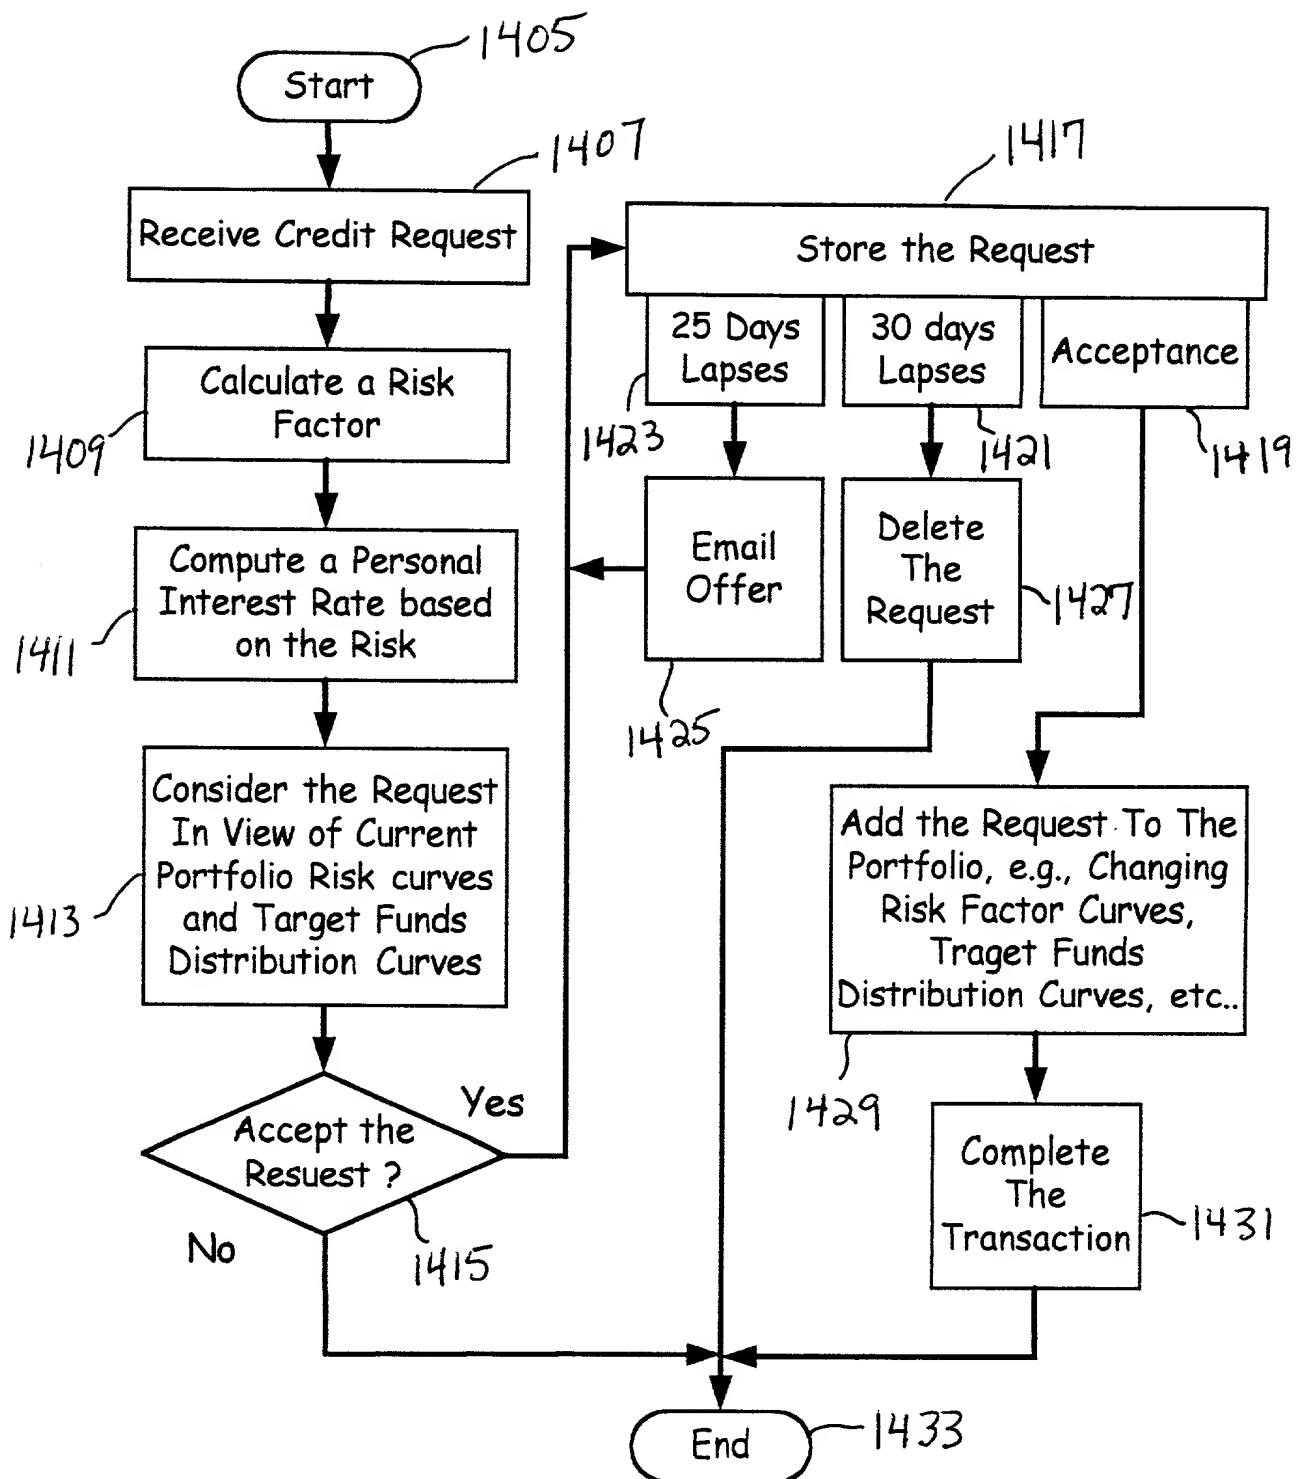 1405
Start
1407
Receive Credit Request
Calculate a Risk
Factor
1409
Compute a Personal
Interest Rate based
on the Risk
1411
Consider the Request
In View of Current
Portfolio Risk curves
and Target Funds
Distribution Curves
1413
Accept the
Resuest ?
Yes
No
1415
1417
Store the Request
25 Days
Lapses
1423
30 days
Lapses
1421
Acceptance
1419
Email
Offer
1425
Delete
The
Request
1427
Add the Request To The
Portfolio, e.g., Changing
Risk Factor Curves,
Traget Funds
Distribution Curves, etc..
1429
Complete
The
Transaction
1431
End
1433